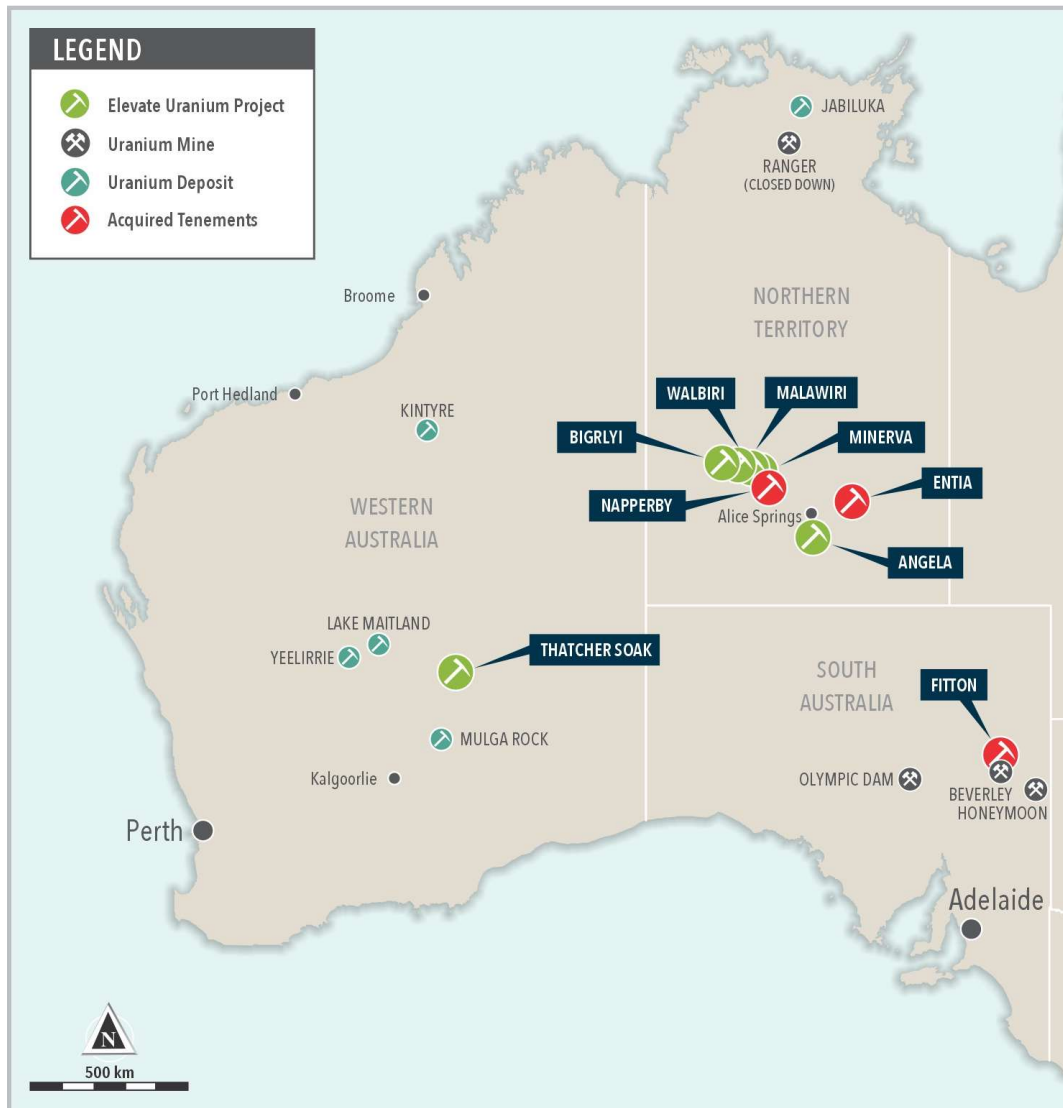 LEGEND
Elevate Uranium Project
Uranium Mine
Uranium Deposit
Acquired Tenements
JABILUKA
RANGER
(CLOSED DOWN)
Broome
NORTHERN
TERRITORY
Port Hedland
KINTYRE
WALBIRI
MALAWIRI
BIGRLYI
MINERVA
ENTIA
NAPPERBY
Alice Springs
WESTERN
AUSTRALIA
ANGELA
LAKE MAITLAND
YEELIRRIE
THATCHER SOAK
SOUTH
AUSTRALIA
FITTON
MULGA ROCK
Kalgoorlie
OLYMPIC DAM
BEVERLEY
HONEYMOON
Perth
Adelaide
N
500 km